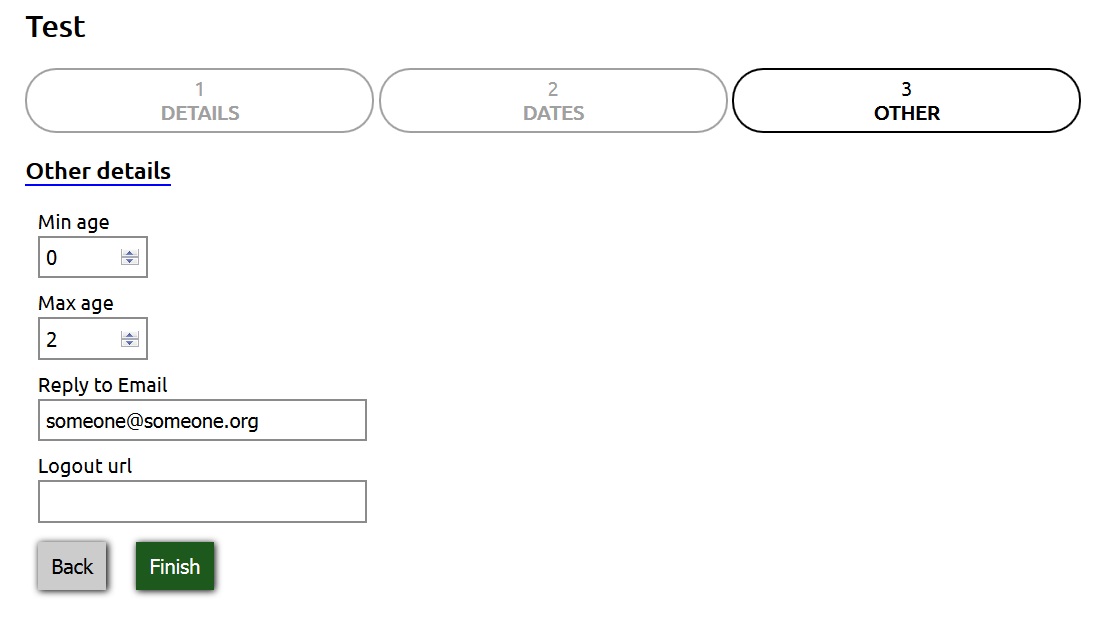 Test
1
DETAILS
2
DATES
3
OTHER
Other details
Min age
0
Max age
2
Reply to Email
someone@someone.org
Logout url
Back
Finish